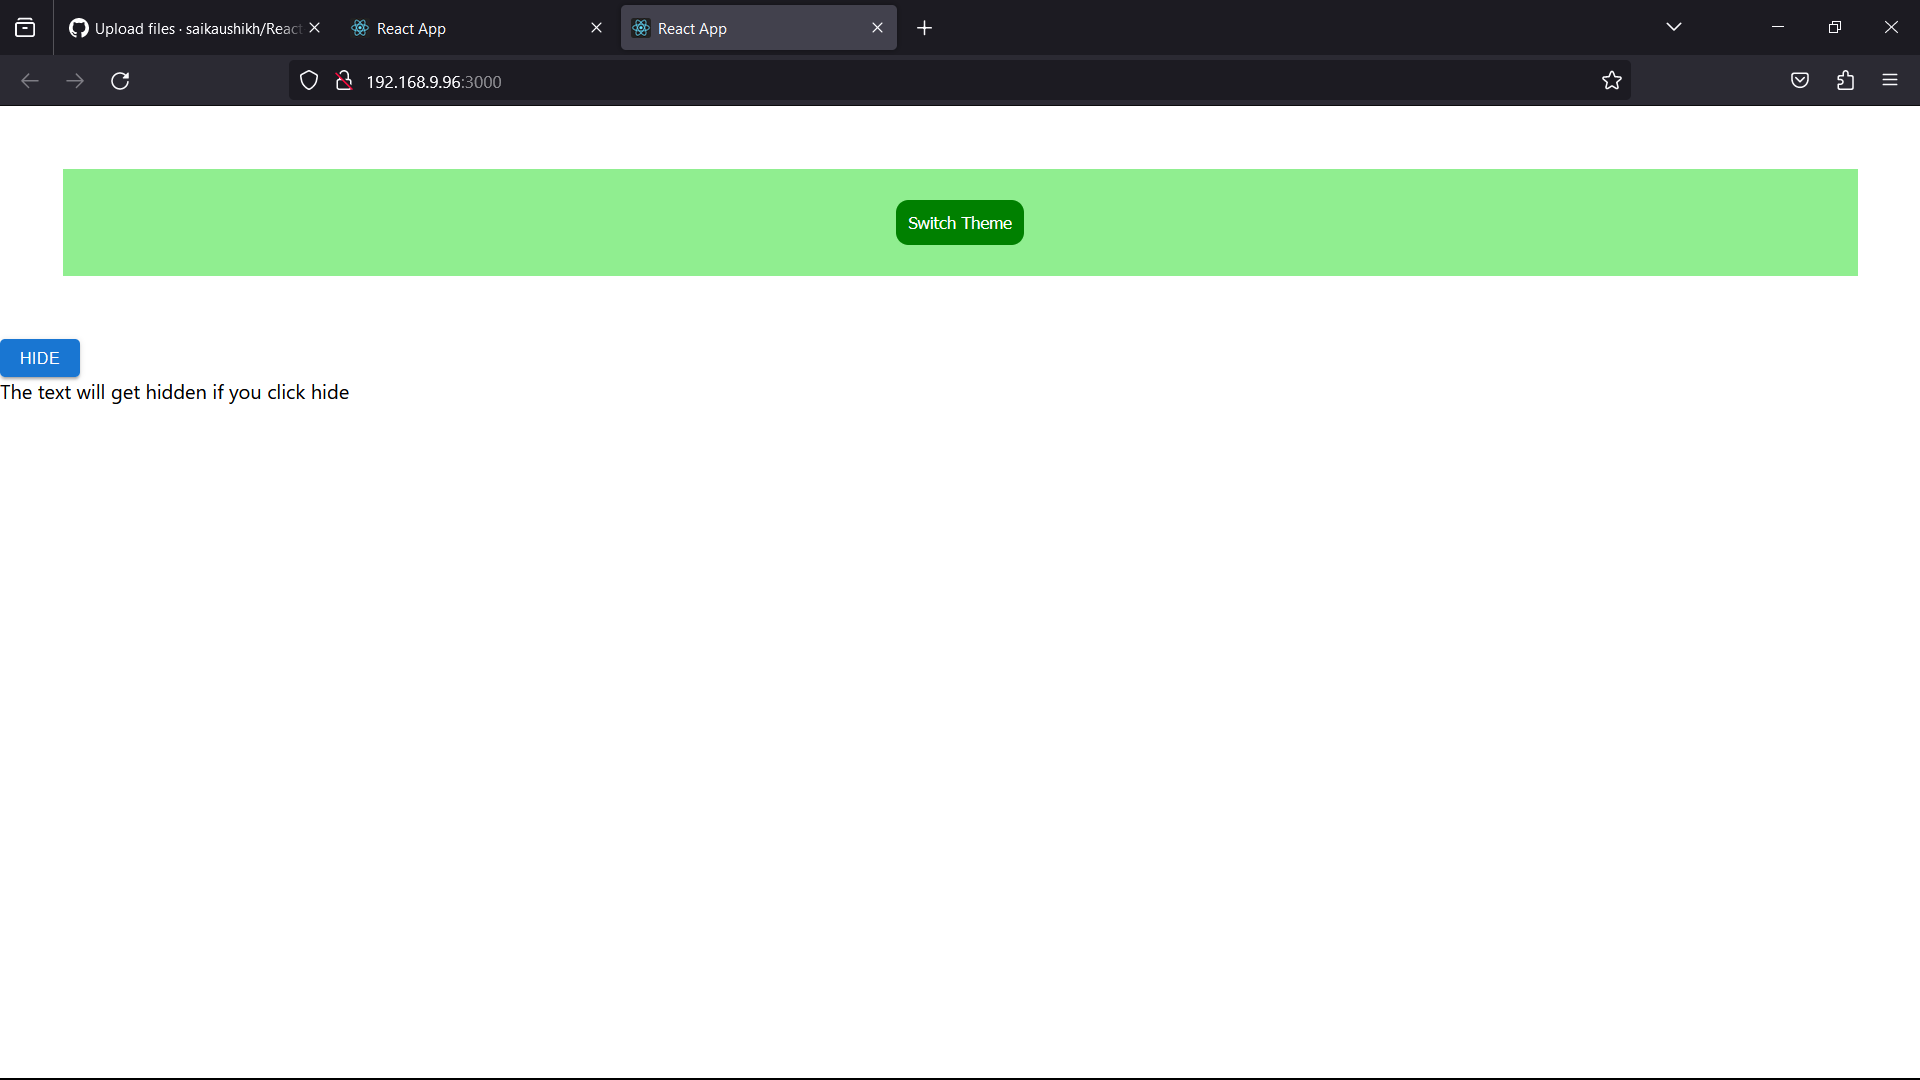 Upload files · saikaushikh/React
React App
React App
192.168.9.96:3000
Switch Theme
HIDE
The text will get hidden if you click hide